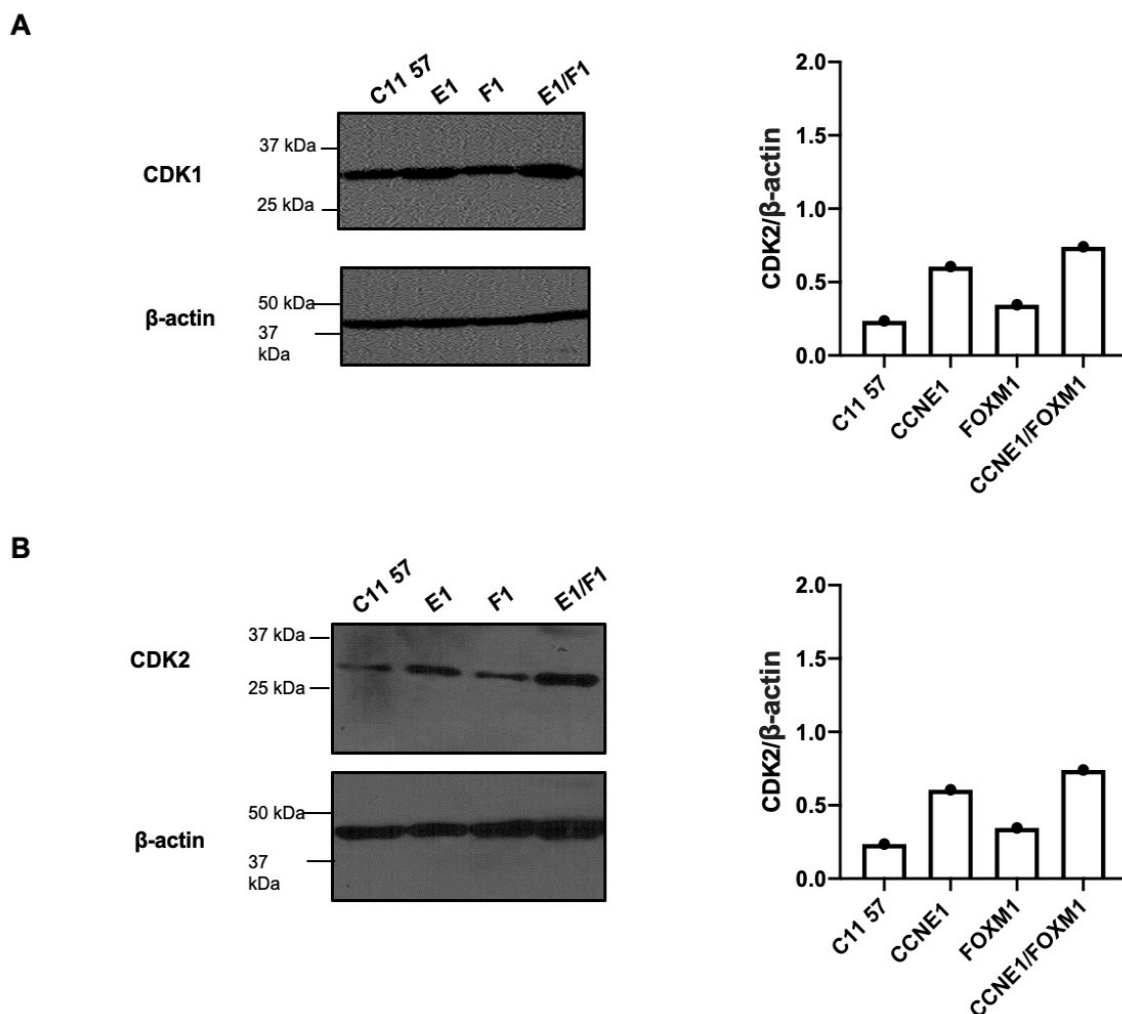 A
C11 57
E1
F1
E1/F1
CDK1
37 kDa
25 kDa
β-actin
50 kDa
37
kDa
CDK2/β-actin
2.0
1.5
1.0
0.5
0.0
C11 57
CCNE1
FOXM1
CCNE1/FOXM1
B
C11 57
E1
F1
E1/F1
CDK2
37 kDa
25 kDa
β-actin
50 kDa
37
kDa
CDK2/β-actin
2.0
1.5
1.0
0.5
0.0
C11 57
CCNE1
FOXM1
CCNE1/FOXM1